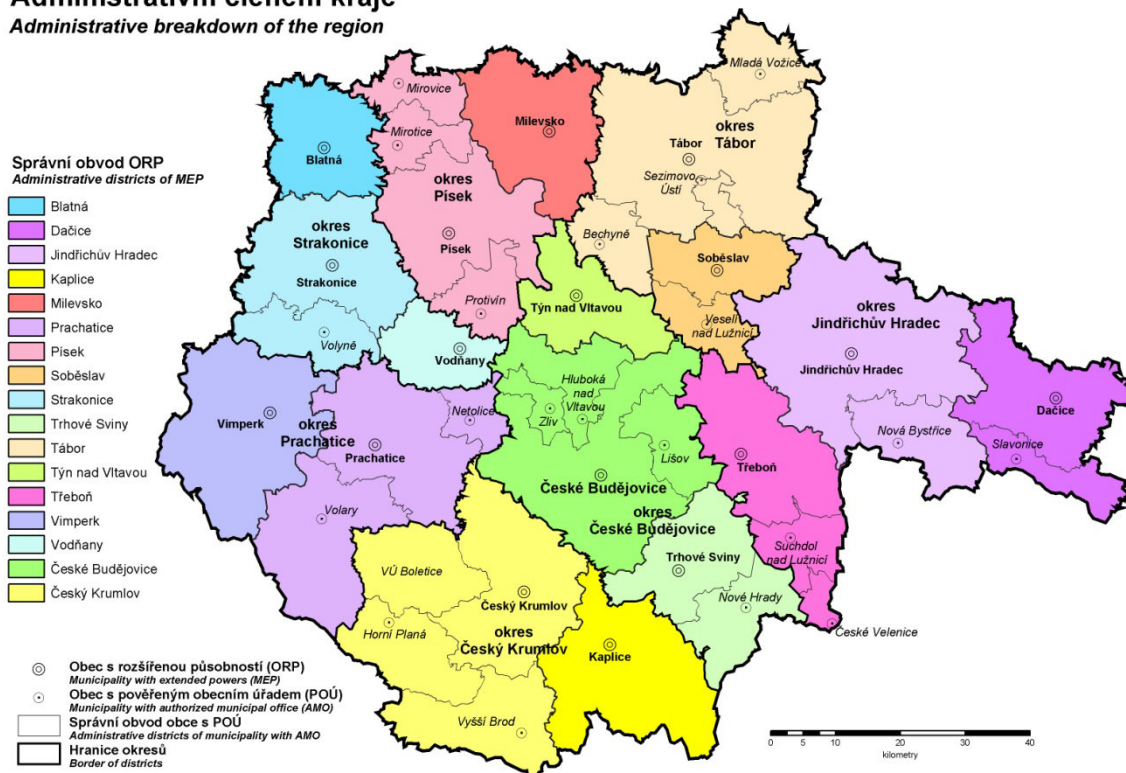 Administrativní členění kraje
Administrative breakdown of the region
Mladá Vožice
Mirovice
Milevsko
okres
Tábor
Mirotice
Tábor
Blatná
Sezimovo
Ústí
okres
Písek
Písek
Bechyně
okres
Strakonice
Strakonice
Soběslav
Protivín
Týn nad Vltavou
Veselí
nad Lužnicí
okres
Jindřichův Hradec
Jindřichův Hradec
Volyně
Vodňany
Hluboká
nad
Vltavou
Zliv
Netolice
Vimperk
okres
Prachatice
Prachatice
Dačice
Nová Bystřice
Slavonice
Lišov
Třeboň
České Budějovice
okres
České Budějovice
Volary
Suchdol
nad Lužnicí
Trhové Sviny
VÚ Boletice
Český Krumlov
Nové Hrady
České Velenice
Horní Planá
okres
Český Krumlov
Kaplice
Vyšší Brod
Správní obvod ORP
Administrative districts of MEP
Blatná
Dačice
Jindřichův Hradec
Kaplice
Milevsko
Prachatice
Písek
Soběslav
Strakonice
Trhové Sviny
Tábor
Týn nad Vltavou
Třeboň
Vimperk
Vodňany
České Budějovice
Český Krumlov
Obec s rozšířenou působností (ORP)
Municipality with extended powers (MEP)
Obec s pověřeným obecním úřadem (POÚ)
Municipality with authorized municipal office (AMO)
Správní obvod obce s POÚ
Administrative districts of municipality with AMO
Hranice okresů
Border of districts
0 5 10 20 30 40
kilometry